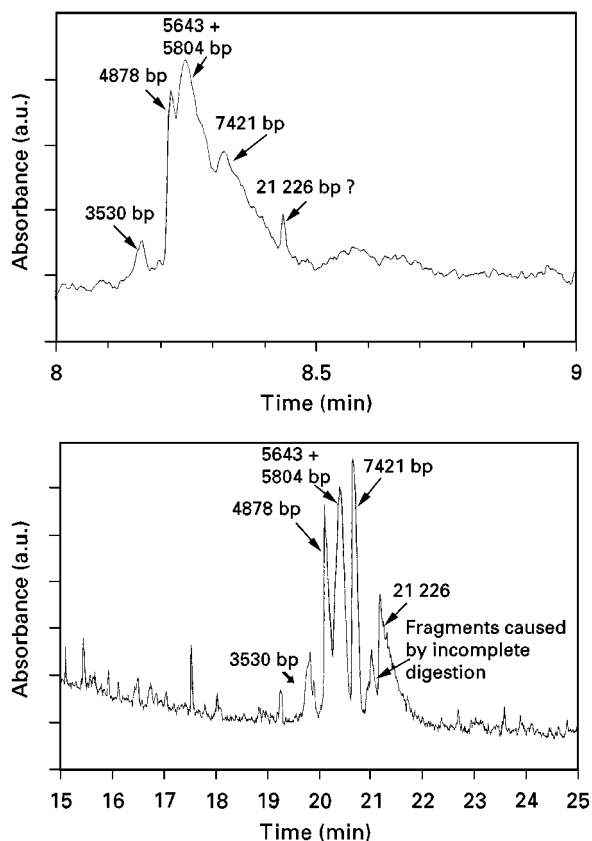 5643 +
5804 bp
4878 bp
7421 bp
21 226 bp ?
3530 bp
Absorbance (a.u.)
8 8.5 9
Time (min)
5643 +
5804 bp
7421 bp
4878 bp
21 226
Fragments caused
by incomplete
digestion
3530 bp
Absorbance (a.u.)
15 16 17 18 19 20 21 22 23 24 25
Time (min)